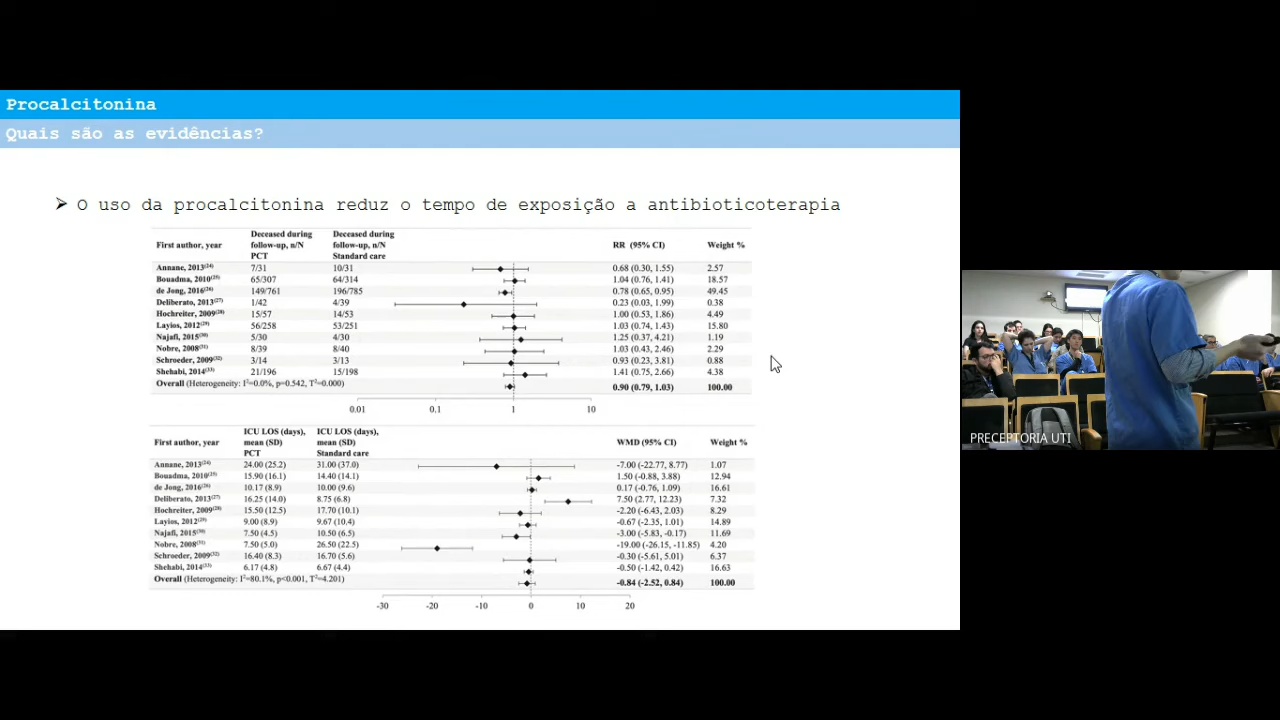 Procalcitonina
Quais são as evidências?
➢ O uso da procalcitonina reduz o tempo de exposição a antibioticoterapia
First author, year Deceased during follow-up, n/N PCT Deceased during follow-up, n/N Standard care RR (95% CI) Weight %
Annane, 2013(24) 7/31 10/31 0.68 (0.30, 1.55) 2.57
Bouadma, 2010(25) 65/307 64/314 1.04 (0.76, 1.41) 18.57
de Jong, 2016(26) 149/761 196/785 0.78 (0.65, 0.95) 49.45
Deliberato, 2013(27) 1/42 4/39 0.23 (0.03, 1.99) 0.38
Hochreiter, 2009(28) 15/57 14/53 1.00 (0.53, 1.86) 4.49
Layios, 2012(29) 56/258 53/251 1.03 (0.74, 1.43) 15.80
Najafi, 2015(30) 5/30 4/30 1.25 (0.37, 4.21) 1.19
Nobre, 2008(31) 8/39 8/40 1.03 (0.43, 2.46) 2.29
Schroeder, 2009(32) 3/14 3/13 0.93 (0.23, 3.81) 0.88
Shehabi, 2014(33) 21/196 15/198 1.41 (0.75, 2.66) 4.38
Overall (Heterogeneity: I²=0.0%, p=0.542, T²=0.000) 0.90 (0.79, 1.03) 100.00
0.01 0.1 1 10
First author, year ICU LOS (days), mean (SD) PCT ICU LOS (days), mean (SD) Standard care WMD (95% CI) Weight %
Annane, 2013(24) 24.00 (25.2) 31.00 (37.0) -7.00 (-22.77, 8.77) 1.07
Bouadma, 2010(25) 15.90 (16.1) 14.40 (14.1) 1.50 (-0.88, 3.88) 12.94
de Jong, 2016(26) 10.17 (8.9) 10.00 (9.6) 0.17 (-0.76, 1.09) 16.61
Deliberato, 2013(27) 16.25 (14.0) 8.75 (6.8) 7.50 (2.77, 12.23) 7.32
Hochreiter, 2009(28) 15.50 (12.5) 17.70 (10.1) -2.20 (-6.43, 2.03) 8.29
Layios, 2012(29) 9.00 (8.9) 9.67 (10.4) -0.67 (-2.35, 1.01) 14.89
Najafi, 2015(30) 7.50 (4.5) 10.50 (6.5) -3.00 (-5.83, -0.17) 11.69
Nobre, 2008(31) 7.50 (5.0) 26.50 (22.5) -19.00 (-26.15, -11.85) 4.20
Schroeder, 2009(32) 16.40 (8.3) 16.70 (5.6) -0.30 (-5.61, 5.01) 6.37
Shehabi, 2014(33) 6.17 (4.8) 6.67 (4.4) -0.50 (-1.42, 0.42) 16.63
Overall (Heterogeneity: I²=80.1%, p<0.001, T²=4.201) -0.84 (-2.52, 0.84) 100.00
-30 -20 -10 0 10 20
PRECEPTORIA UTI